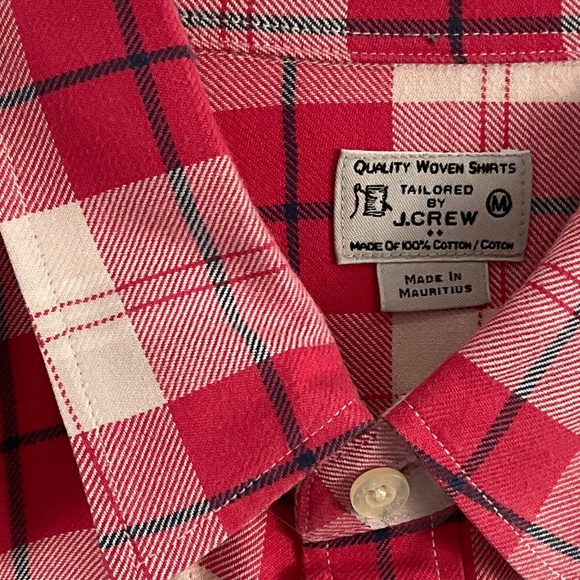 QUALITY WOVEN SHIRTS
TAILORED
BY
J.CREW
M
MADE OF 100% COTTON / COTON
MADE IN
MAURITIUS